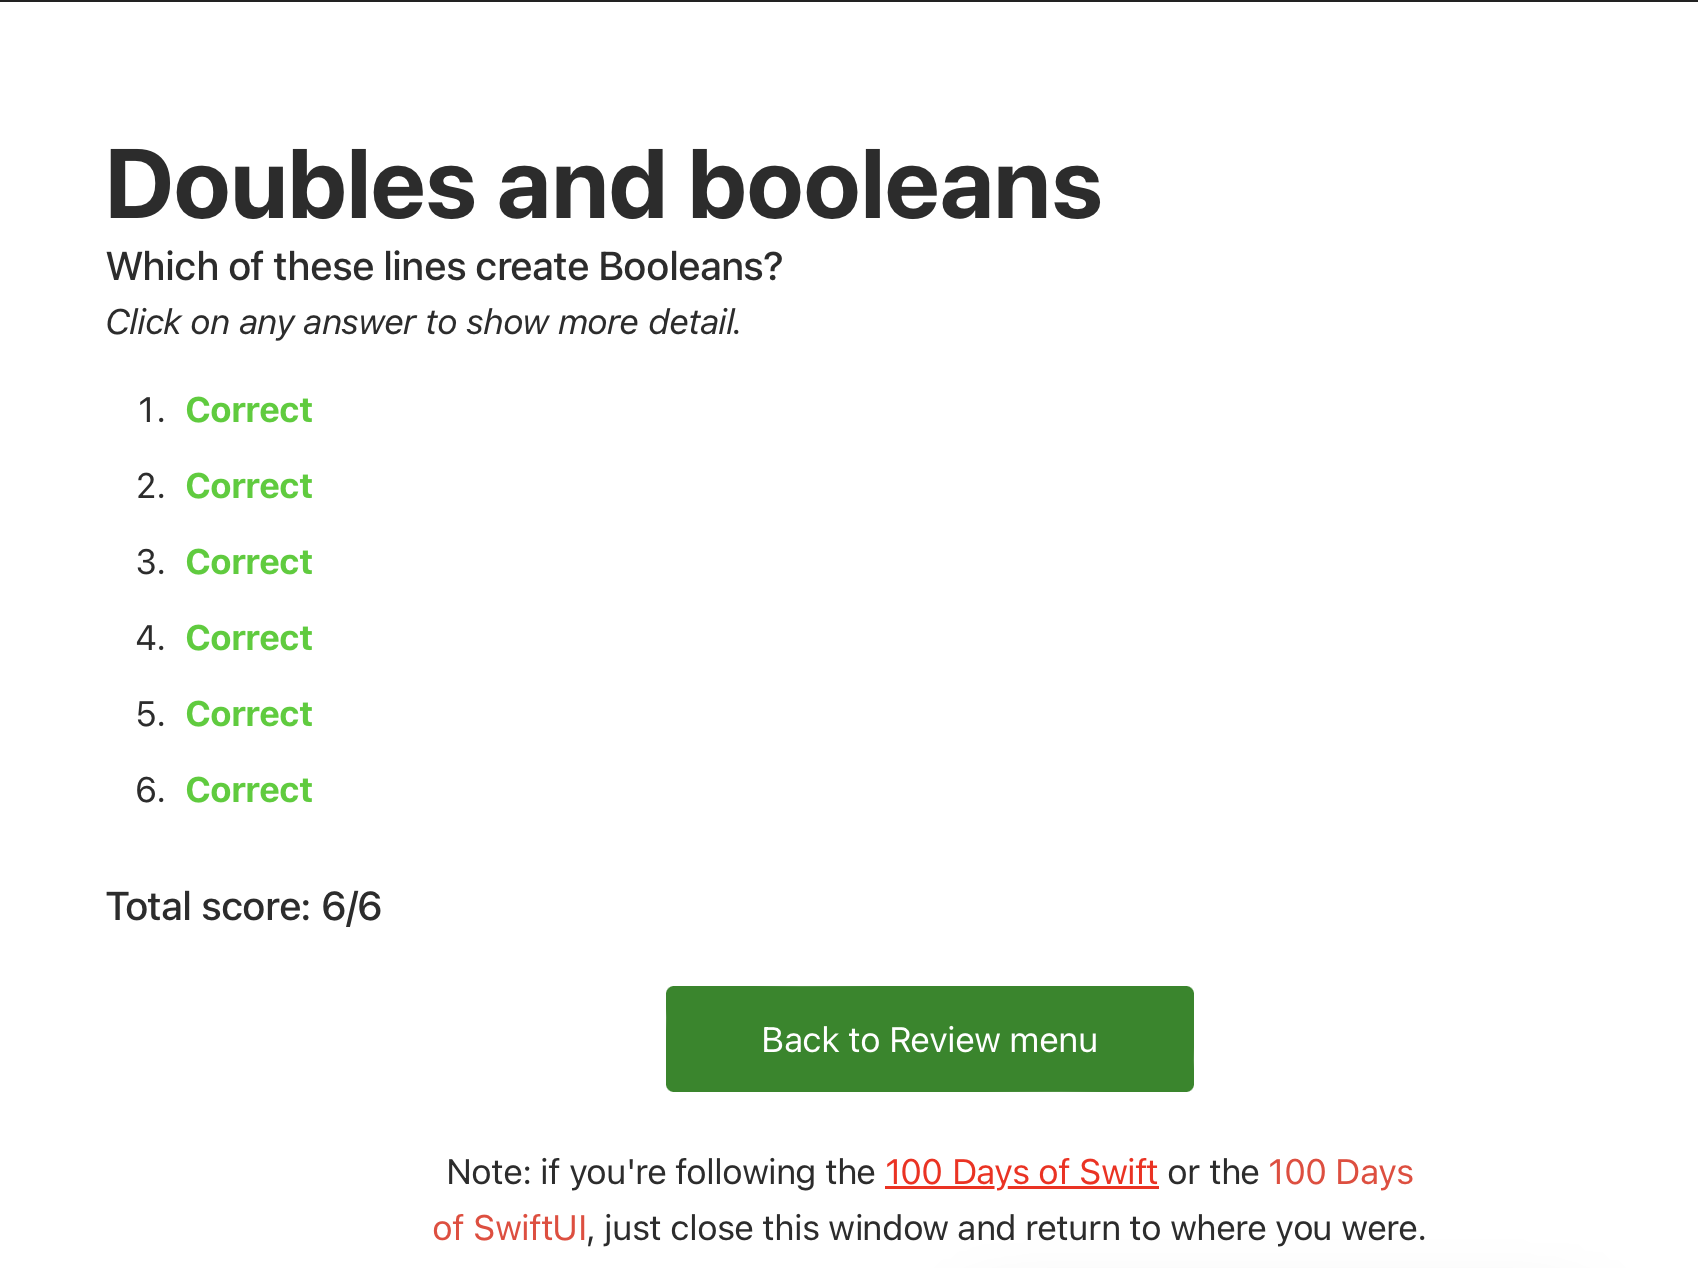 Doubles and booleans
Which of these lines create Booleans?
Click on any answer to show more detail.
1. Correct
2. Correct
3. Correct
4. Correct
5. Correct
6. Correct
Total score: 6/6
Back to Review menu
Note: if you're following the 100 Days of Swift or the 100 Days
of SwiftUI, just close this window and return to where you were.